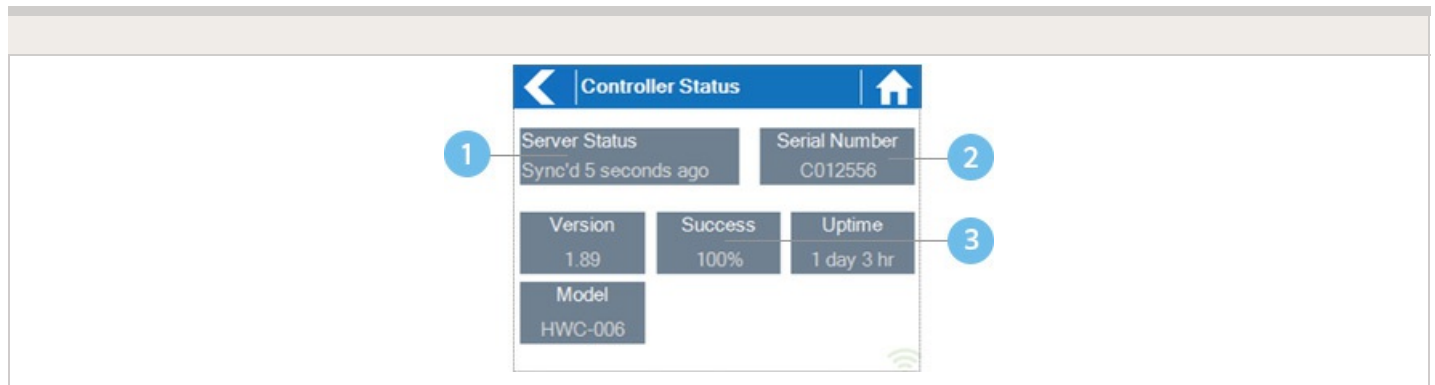 Controller Status
Server Status
Sync'd 5 seconds ago
Serial Number
C012556
1
2
Version
1.89
Success
100%
Uptime
1 day 3 hr
3
Model
HWC-006